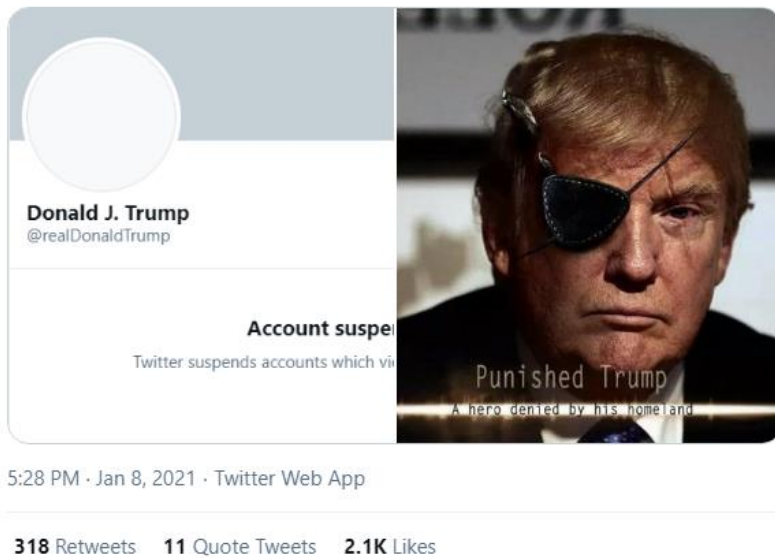 Donald J. Trump
@realDonaldTrump
Account suspe
Twitter suspends accounts which vi
Punished Trump
A hero denied by his homeland
5:28 PM · Jan 8, 2021 · Twitter Web App
318 Retweets 11 Quote Tweets 2.1K Likes